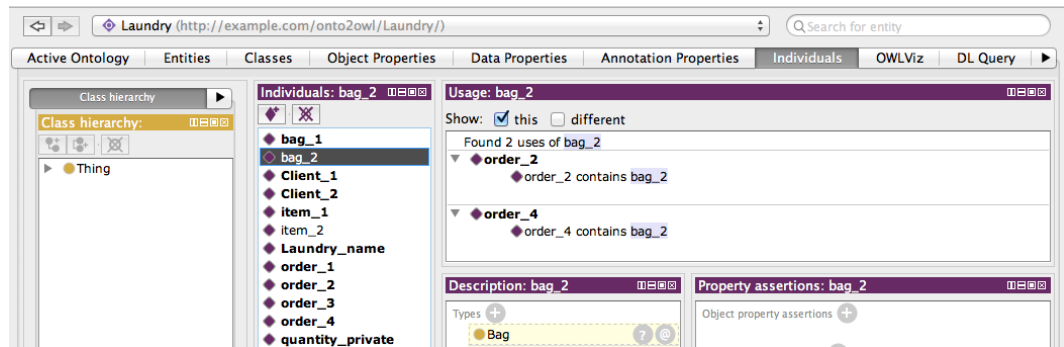 Laundry (http://example.com/onto2owl/Laundry/)
Search for entity
Active Ontology Entities Classes Object Properties Data Properties Annotation Properties Individuals OWLViz DL Query
Class hierarchy
Class hierarchy:
Thing
Individuals: bag_2
bag_1
bag_2
Client_1
Client_2
item_1
item_2
Laundry_name
order_1
order_2
order_3
order_4
quantity_private
Usage: bag_2
Show: this different
Found 2 uses of bag_2
order_2
order_2 contains bag_2
order_4
order_4 contains bag_2
Description: bag_2
Types
Bag
Property assertions: bag_2
Object property assertions